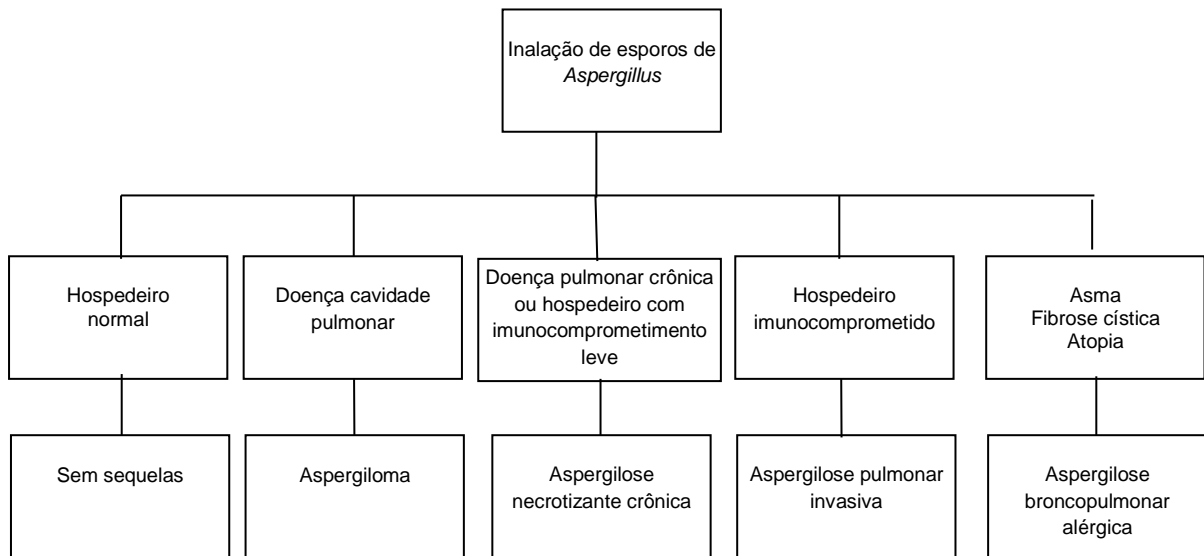 Inalação de esporos de
Aspergillus
Hospedeiro
normal
Doença cavidade
pulmonar
Doença pulmonar crônica
ou hospedeiro com
imunocomprometimento
leve
Hospedeiro
imunocomprometido
Asma
Fibrose cística
Atopia
Sem sequelas
Aspergiloma
Aspergilose
necrotizante crônica
Aspergilose pulmonar
invasiva
Aspergilose
broncopulmonar
alérgica